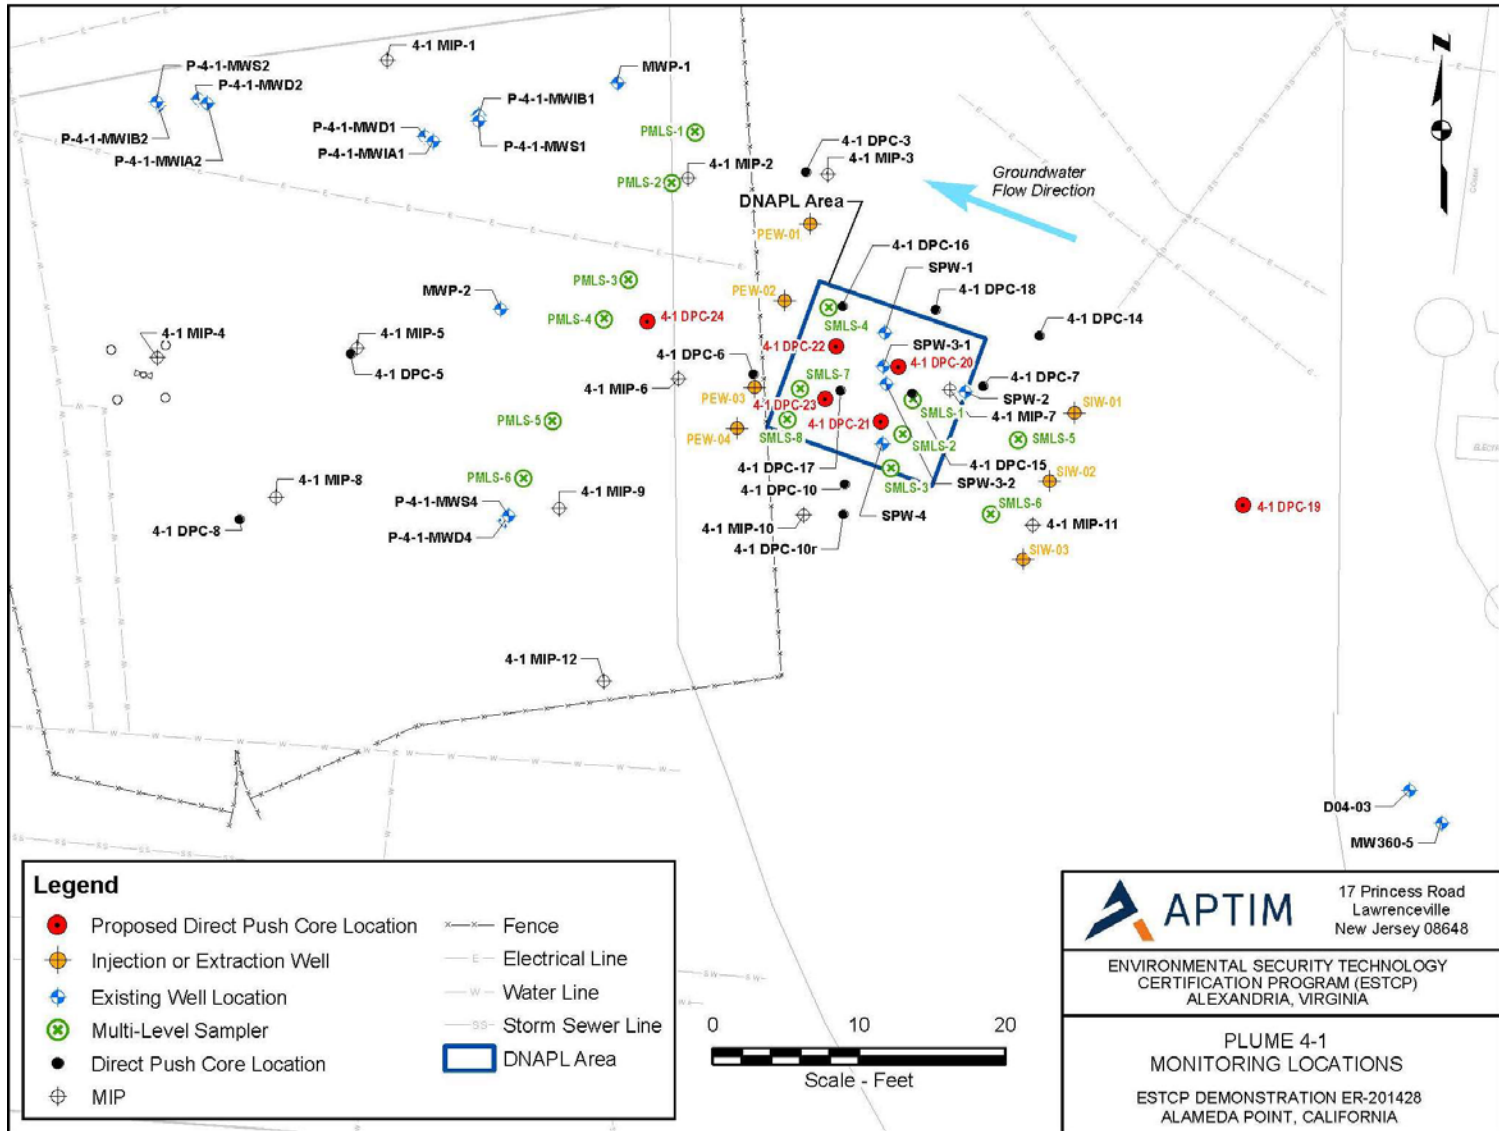 4-1 MIP-1
P-4-1-MWS2
P-4-1-MWD2
MWP-1
P-4-1-MWIB1
P-4-1-MWIB2
P-4-1-MWD1
PMLS-1
4-1 DPC-3
P-4-1-MWIA2
P-4-1-MWIA1
P-4-1-MWS1
4-1 MIP-3
4-1 MIP-2
PMLS-2
Groundwater
Flow Direction
DNAPL Area
PEW-01
4-1 DPC-16
SPW-1
PMLS-3
MWP-2
PEW-02
4-1 DPC-18
PMLS-4
4-1 DPC-24
SMLS-4
4-1 DPC-14
4-1 MIP-4
4-1 MIP-5
4-1 DPC-22
SPW-3-1
4-1 DPC-6
4-1 DPC-20
4-1 DPC-5
4-1 MIP-6
SMLS-7
4-1 DPC-7
PEW-03
4-1 DPC-23
SPW-2
SMLS-1
4-1 MIP-7
SIW-01
PMLS-5
4-1 DPC-21
PEW-04
SMLS-8
SMLS-2
SMLS-5
4-1 DPC-17
4-1 DPC-15
PMLS-6
4-1 MIP-8
4-1 MIP-9
SIW-02
SPW-3-2
4-1 DPC-10
SMLS-3
P-4-1-MWS4
SMLS-6
4-1 DPC-19
4-1 DPC-8
P-4-1-MWD4
4-1 MIP-10
SPW-4
4-1 MIP-11
4-1 DPC-10r
SIW-03
4-1 MIP-12
D04-03
MW360-5
Z
Legend
Proposed Direct Push Core Location
Injection or Extraction Well
Existing Well Location
Multi-Level Sampler
Direct Push Core Location
MIP
Fence
Electrical Line
Water Line
Storm Sewer Line
DNAPL Area
0 10 20
Scale - Feet
APTIM
17 Princess Road
Lawrenceville
New Jersey 08648
ENVIRONMENTAL SECURITY TECHNOLOGY
CERTIFICATION PROGRAM (ESTCP)
ALEXANDRIA, VIRGINIA
PLUME 4-1
MONITORING LOCATIONS
ESTCP DEMONSTRATION ER-201428
ALAMEDA POINT, CALIFORNIA